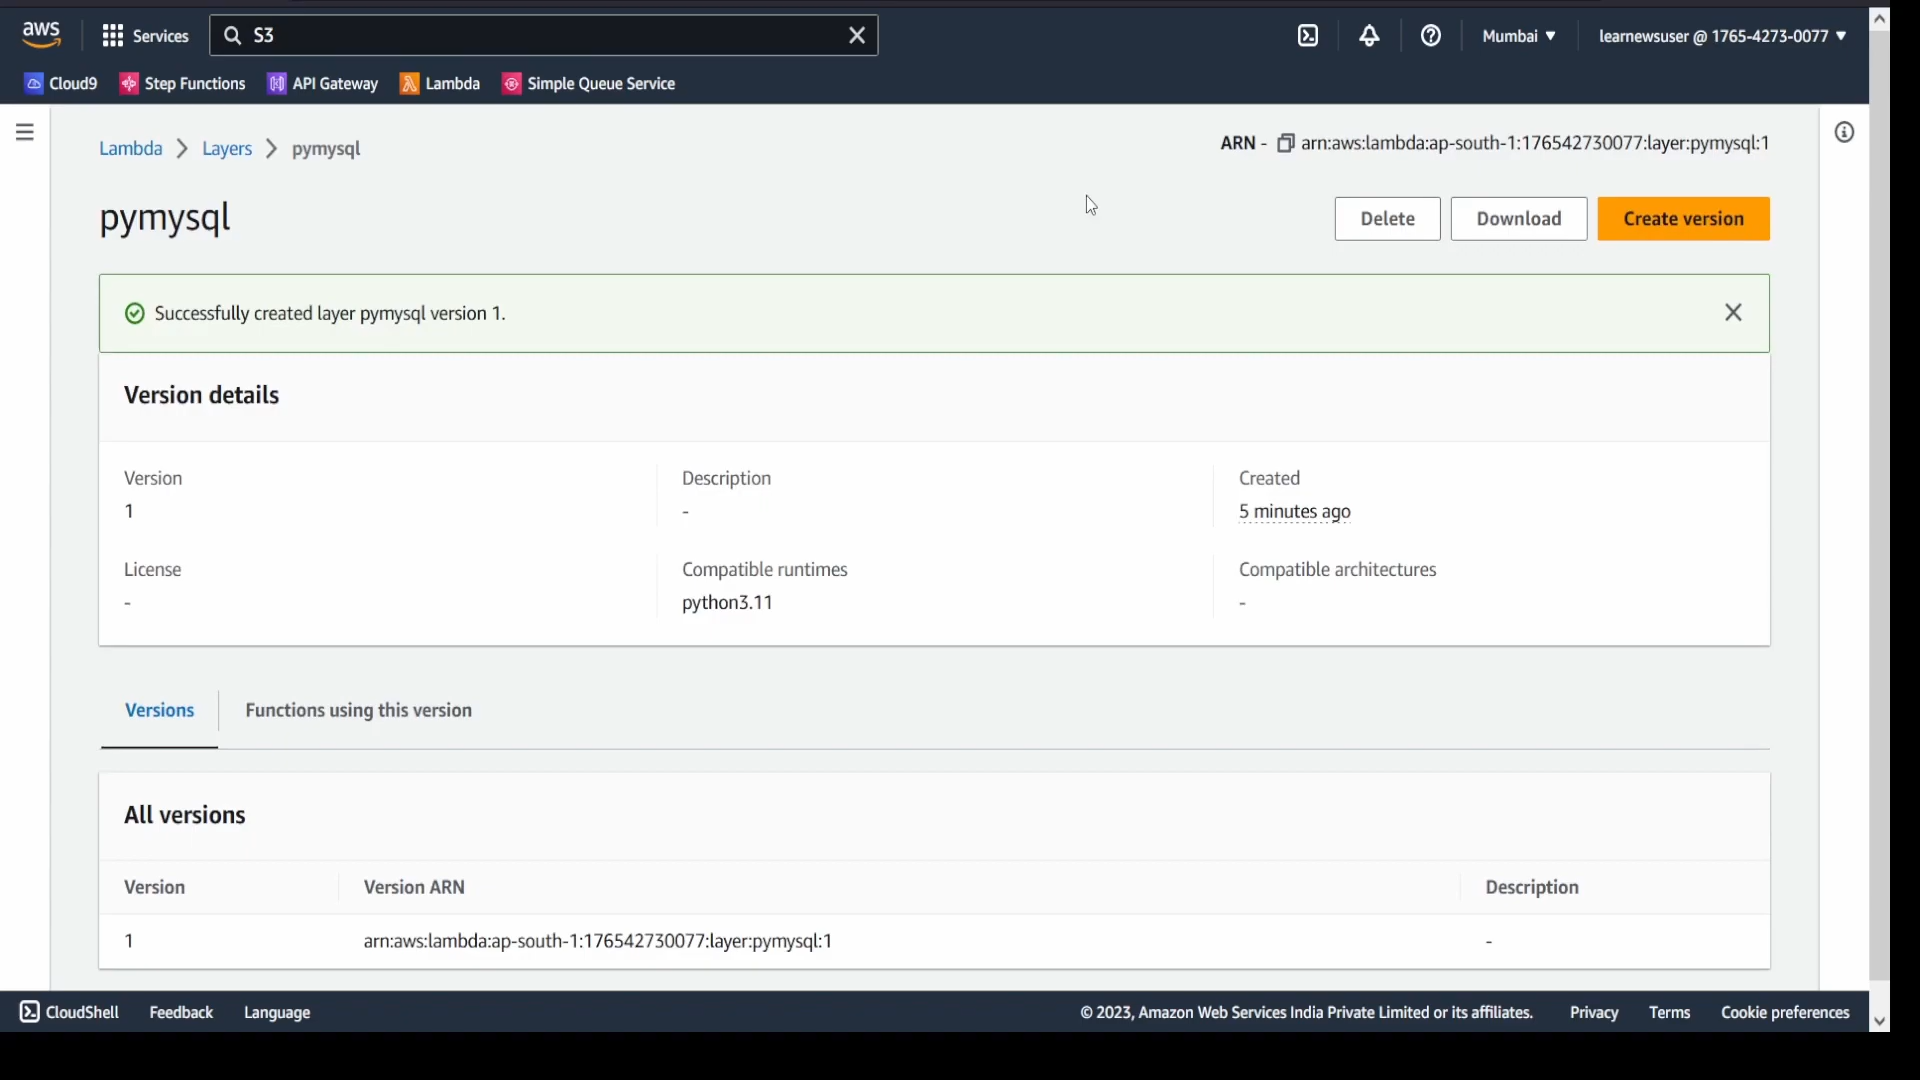 aws
Services
S3
Mumbai
learnewsuser @ 1765-4273-0077
Cloud9
Step Functions
API Gateway
Lambda
Simple Queue Service
Lambda
Layers
pymysql
ARN - arn:aws:lambda:ap-south-1:176542730077:layer:pymysql:1
pymysql
Delete
Download
Create version
Successfully created layer pymysql version 1.
Version details
Version
1
Description
-
Created
5 minutes ago
License
-
Compatible runtimes
python3.11
Compatible architectures
-
Versions
Functions using this version
All versions
Version
Version ARN
Description
1
arn:aws:lambda:ap-south-1:176542730077:layer:pymysql:1
-
CloudShell
Feedback
Language
© 2023, Amazon Web Services India Private Limited or its affiliates.
Privacy
Terms
Cookie preferences